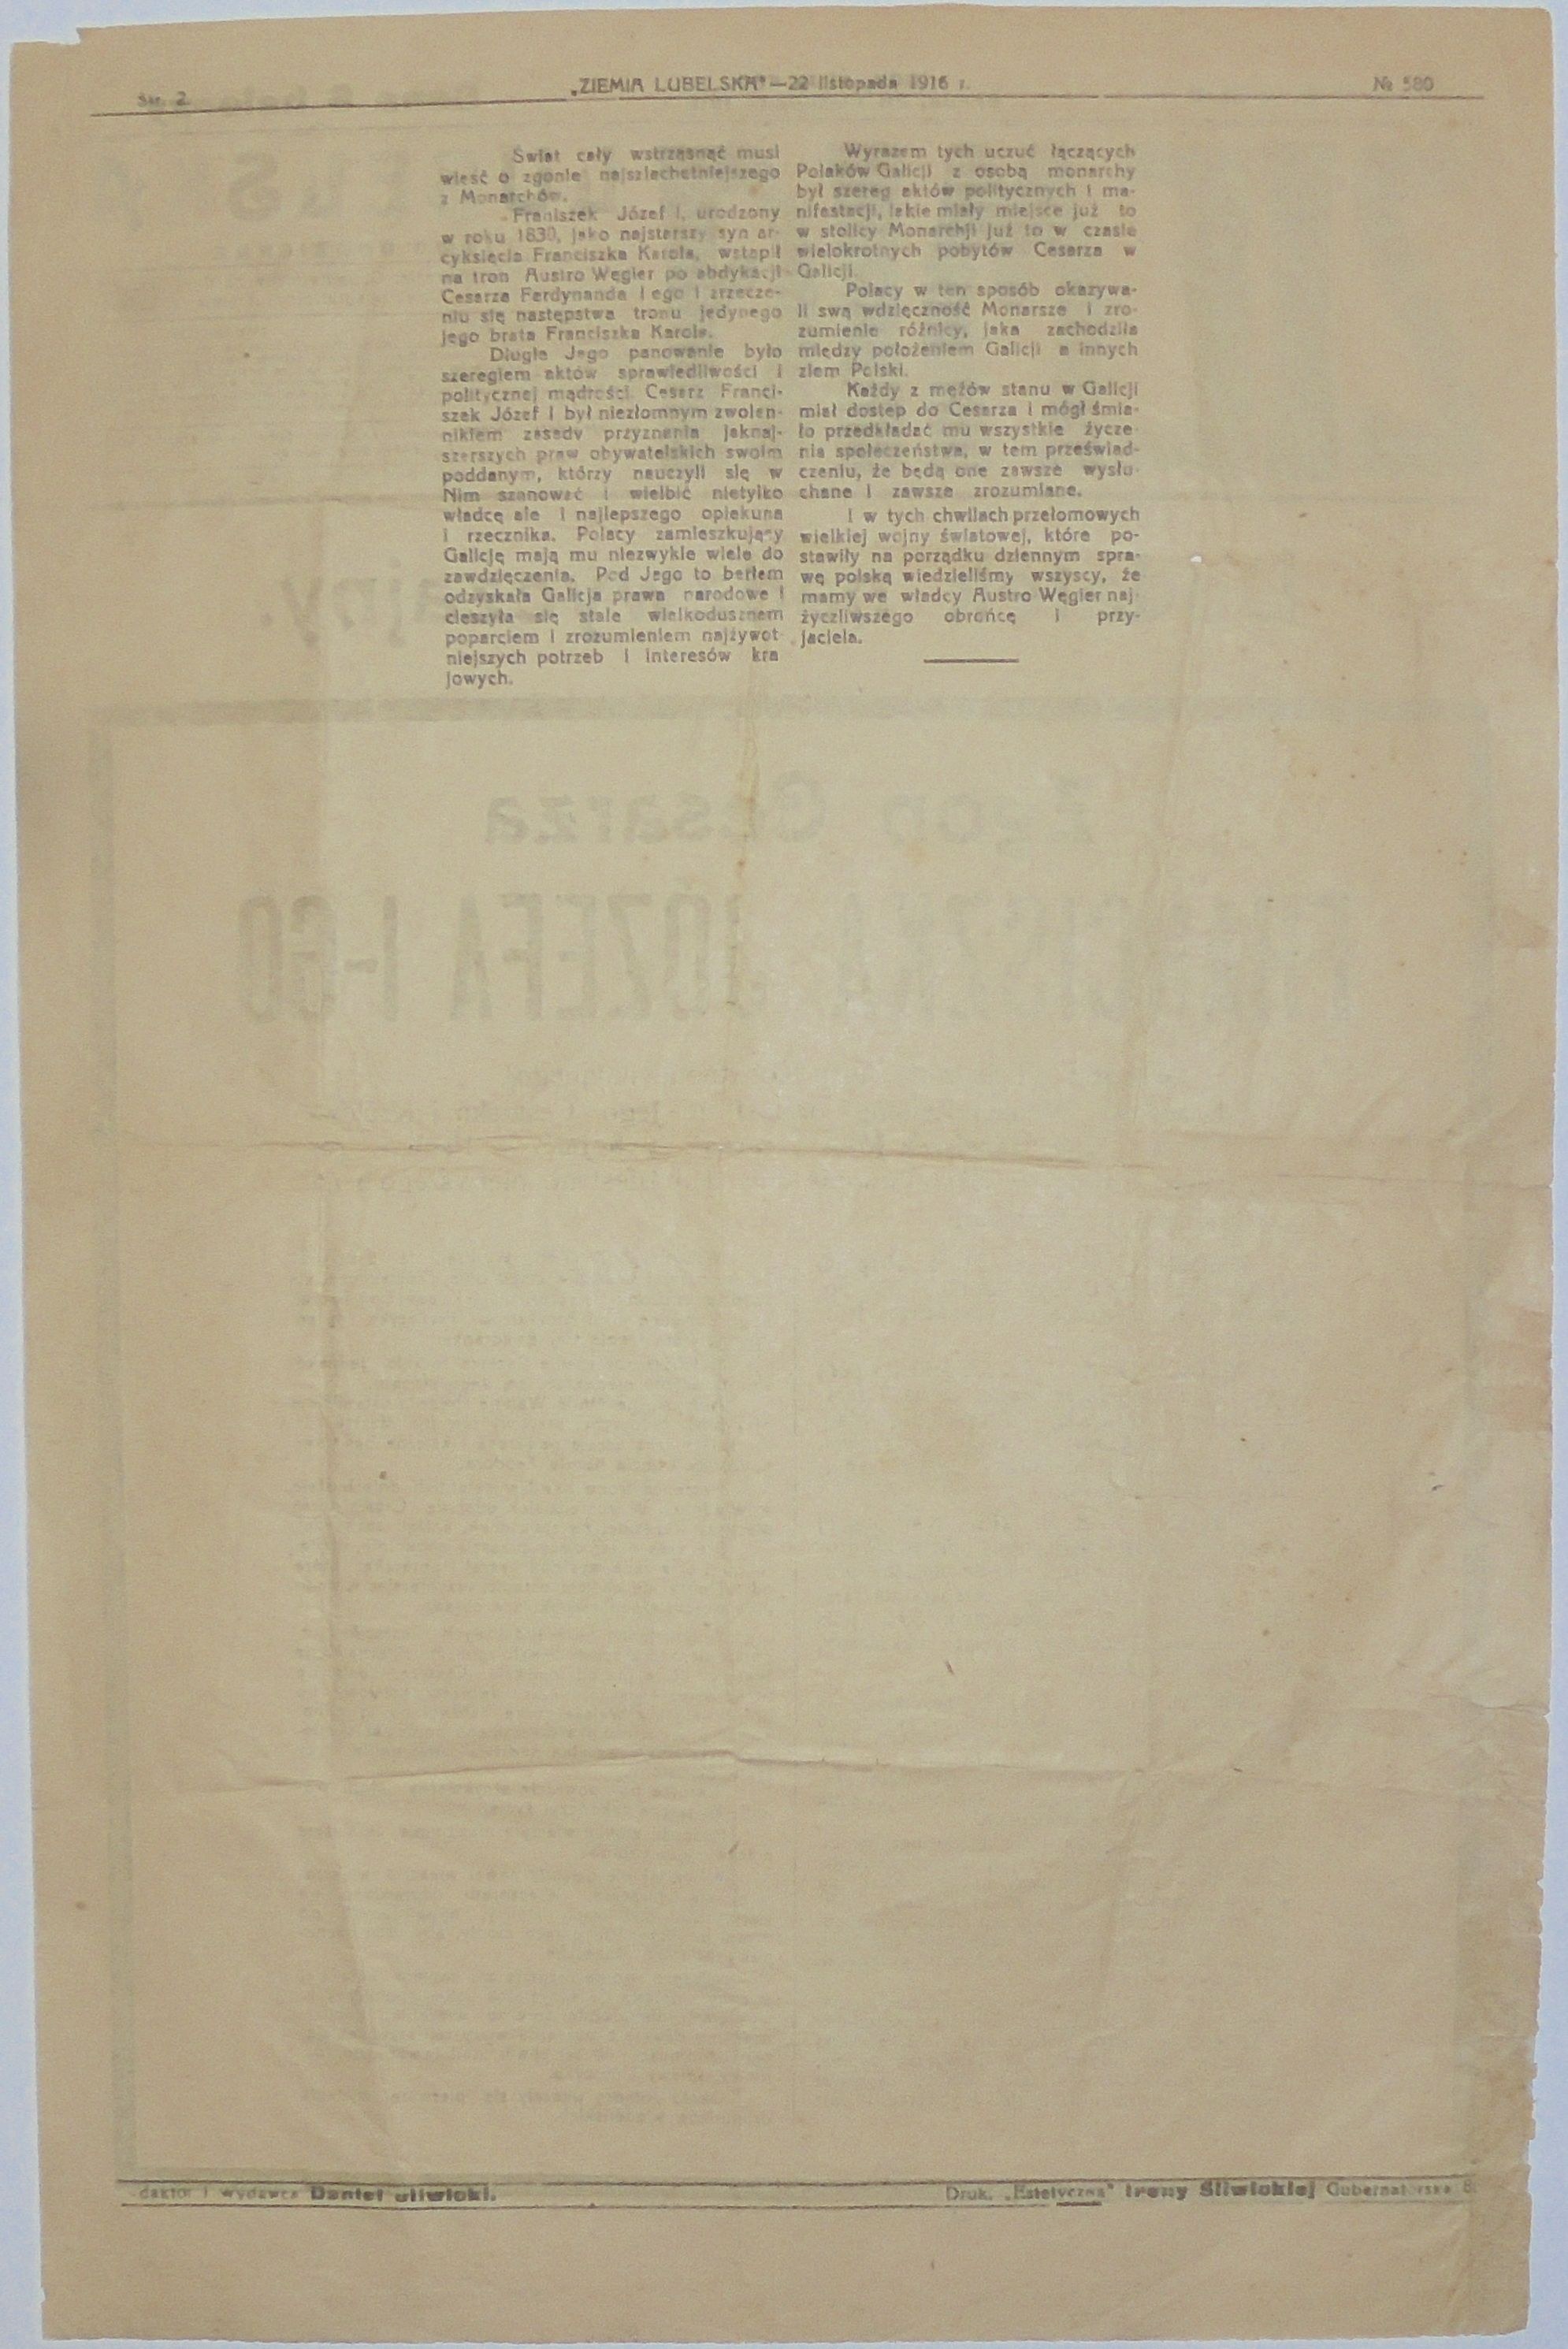 Str. 2
„ZIEMIA LUBELSKA"—22 listopada 1916 r.
№ 580
Świat cały wstrząsnąć musi
wieść o zgonie najszlachetniejszego
z Monarchów.
Franiszek Józef I, urodzony
w roku 1830, jako najstarszy syn ar-
cyksięcia Franciszka Karola, wstąpił
na tron Austro Węgier po abdykacji
Cesarza Ferdynanda I ego i zrzecze-
niu się następstwa tronu jedynego
jego brata Franciszka Karola.
Długie Jego panowanie było
szeregiem aktów sprawiedliwości i
politycznej mądrości. Cesarz Franci-
szek Józef I był niezłomnym zwolen-
nikiem zasady przyznania jaknaj-
szerszych praw obywatelskich swoim
poddanym, którzy nauczyli się w
Nim szanować i wielbić nietylko
władcę ale i najlepszego opiekuna
i rzecznika. Polacy zamieszkujący
Galicję mają mu niezwykle wiele do
zawdzięczenia. Pod Jego to berłem
odzyskała Galicja prawa narodowe i
cieszyła się stale wielkodusznem
poparciem i zrozumieniem najżywot-
niejszych potrzeb i interesów kra
jowych.
Wyrazem tych uczuć łączących
Polaków Galicji z osobą monarchy
był szereg aktów politycznych i ma-
nifestacji, jakie miały miejsce już to
w stolicy Monarchji już to w czasie
wielokrotnych pobytów Cesarza w
Galicji.
Polacy w ten sposób okazywa-
li swą wdzięczność Monarsze i zro-
zumienie różnicy, jaka zachodziła
między położeniem Galicji a innych
ziem Polski.
Każdy z mężów stanu w Galicji
miał dostęp do Cesarza i mógł śmia-
ło przedkładać mu wszystkie życze-
nia społeczeństwa, w tem przeświad-
czeniu, że będą one zawsze wysłu-
chane i zawsze zrozumiane.
I w tych chwilach przełomowych
wielkiej wojny światowej, które po-
stawiły na porządku dziennym spra-
wę polską wiedzieliśmy wszyscy, że
mamy we władcy Austro Węgier naj-
życzliwszego obrońcę i przy-
jaciela.
daktor i wydawca Daniel Śliwicki.
Druk. „Estetyczna" Ireny Śliwickiej Gubernatorska 8.